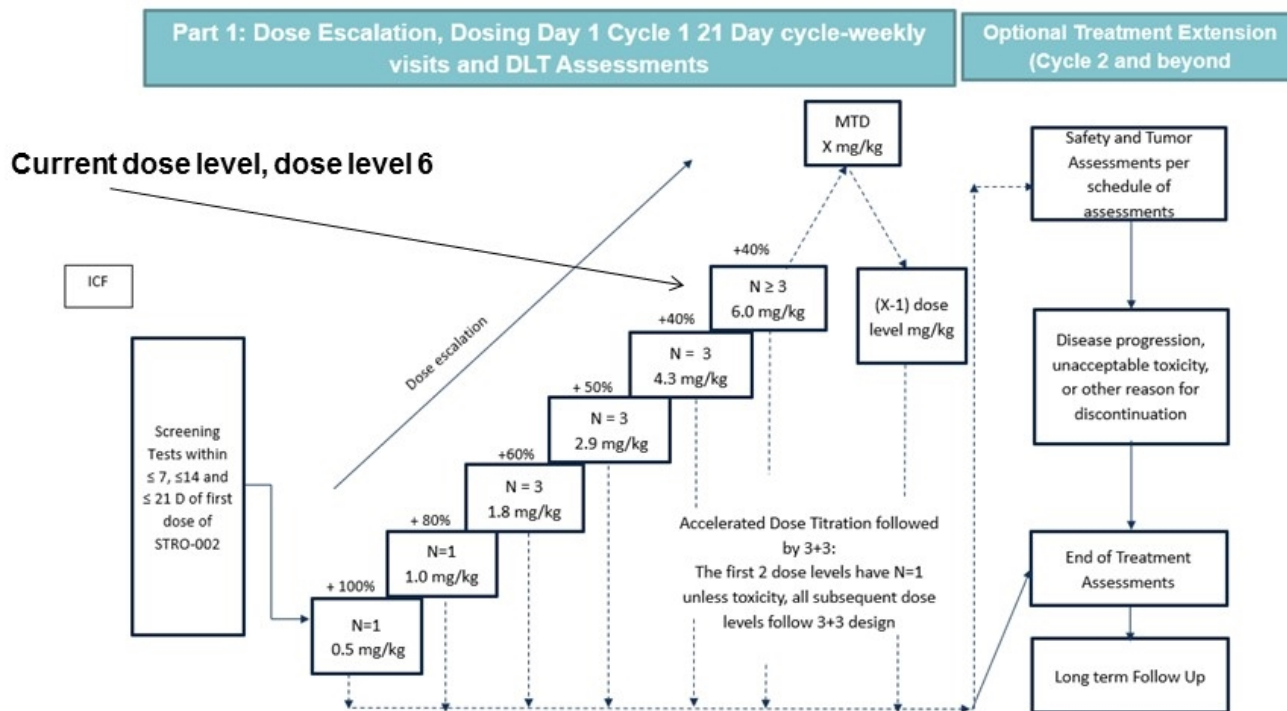 Part 1: Dose Escalation, Dosing Day 1 Cycle 1 21 Day cycle-weekly
visits and DLT Assessments
Optional Treatment Extension
(Cycle 2 and beyond
Current dose level, dose level 6
ICF
Screening
Tests within
≤ 7, ≤14 and
≤ 21 D of first
dose of
STRO-002
Dose escalation
+ 100%
N=1
0.5 mg/kg
+ 80%
N=1
1.0 mg/kg
+60%
N = 3
1.8 mg/kg
+ 50%
N = 3
2.9 mg/kg
+40%
N = 3
4.3 mg/kg
+40%
N ≥ 3
6.0 mg/kg
MTD
X mg/kg
(X-1) dose
level mg/kg
Accelerated Dose Titration followed
by 3+3:
The first 2 dose levels have N=1
unless toxicity, all subsequent dose
levels follow 3+3 design
Safety and Tumor
Assessments per
schedule of
assessments
Disease progression,
unacceptable toxicity,
or other reason for
discontinuation
End of Treatment
Assessments
Long term Follow Up